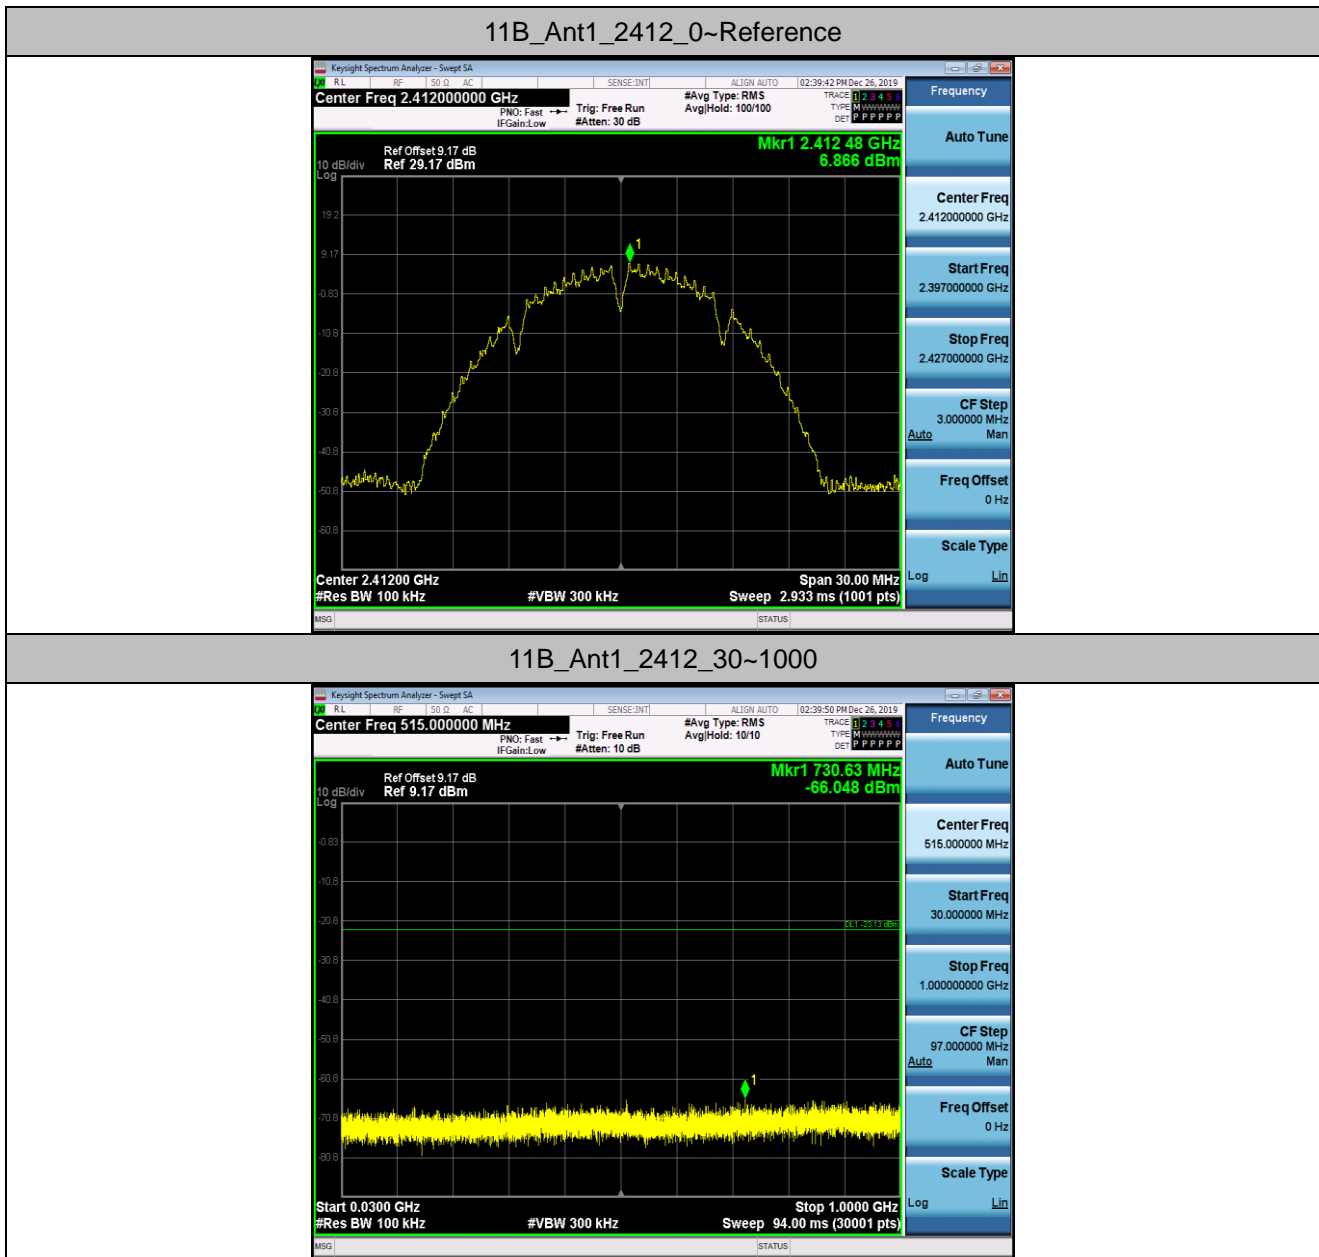 11B_Ant1_2412_0~Reference
Keysight Spectrum Analyzer - Swept SA
RL RF 50 Ω AC SENSE:INT ALIGN AUTO 02:39:42 PM Dec 26, 2019
Center Freq 2.412000000 GHz
PNO: Fast
IFGain:Low
Trig: Free Run
#Atten: 30 dB
#Avg Type: RMS
Avg|Hold: 100/100
TRACE 1 2 3 4 5 6
TYPE M W W W W W
DET P P P P P P
Frequency
Auto Tune
Center Freq
2.412000000 GHz
Start Freq
2.397000000 GHz
Stop Freq
2.427000000 GHz
CF Step
3.000000 MHz
Auto Man
Freq Offset
0 Hz
Scale Type
Log Lin
Ref Offset 9.17 dB
10 dB/div Ref 29.17 dBm
Log
Mkr1 2.412 48 GHz
6.866 dBm
1
19.2
9.17
-0.83
-10.8
-20.8
-30.8
-40.8
-50.8
-60.8
Center 2.41200 GHz Span 30.00 MHz
#Res BW 100 kHz #VBW 300 kHz Sweep 2.933 ms (1001 pts)
MSG STATUS
11B_Ant1_2412_30~1000
Keysight Spectrum Analyzer - Swept SA
RL RF 50 Ω AC SENSE:INT ALIGN AUTO 02:39:50 PM Dec 26, 2019
Center Freq 515.000000 MHz
PNO: Fast
IFGain:Low
Trig: Free Run
#Atten: 10 dB
#Avg Type: RMS
Avg|Hold: 10/10
TRACE 1 2 3 4 5 6
TYPE M W W W W W
DET P P P P P P
Frequency
Auto Tune
Center Freq
515.000000 MHz
Start Freq
30.000000 MHz
Stop Freq
1.000000000 GHz
CF Step
97.000000 MHz
Auto Man
Freq Offset
0 Hz
Scale Type
Log Lin
Ref Offset 9.17 dB
10 dB/div Ref 9.17 dBm
Log
Mkr1 730.63 MHz
-66.048 dBm
-0.83
-10.8
-20.8
DL1 -23.13 dBm
-30.8
-40.8
-50.8
-60.8
1
-70.8
-80.8
Start 0.0300 GHz Stop 1.0000 GHz
#Res BW 100 kHz #VBW 300 kHz Sweep 94.00 ms (30001 pts)
MSG STATUS